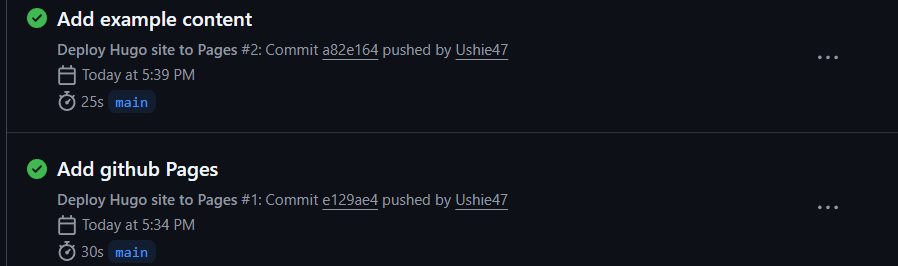 Add example content
Deploy Hugo site to Pages #2: Commit a82e164 pushed by Ushie47
Today at 5:39 PM
25s main
Add github Pages
Deploy Hugo site to Pages #1: Commit e129ae4 pushed by Ushie47
Today at 5:34 PM
30s main